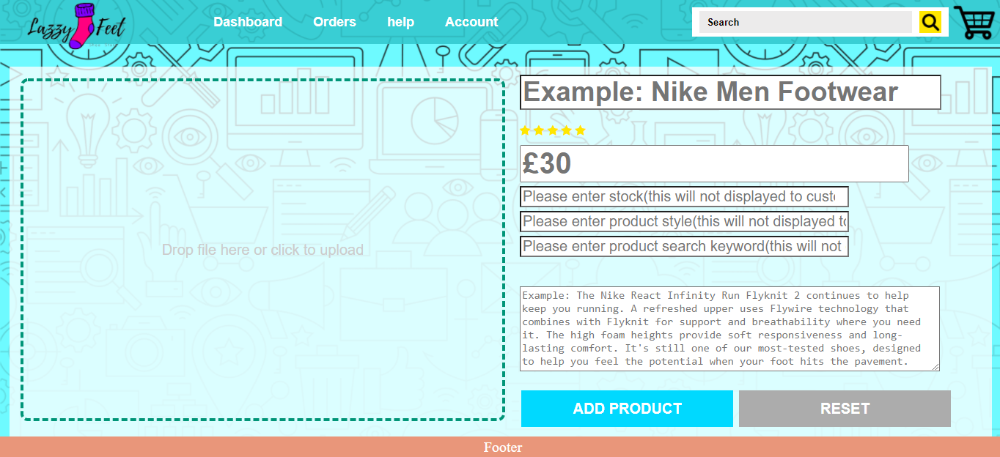 Lazzy Feet
Dashboard Orders help Account
Search
Example: Nike Men Footwear
£30
Please enter stock(this will not displayed to cust
Please enter product style(this will not displayed to
Please enter product search keyword(this will not
Drop file here or click to upload
Example: The Nike React Infinity Run Flyknit 2 continues to help
keep you running. A refreshed upper uses Flywire technology that
combines with Flyknit for support and breathability where you need
it. The high foam heights provide soft responsiveness and long-
lasting comfort. It's still one of our most-tested shoes, designed
to help you feel the potential when your foot hits the pavement.
ADD PRODUCT RESET
Footer